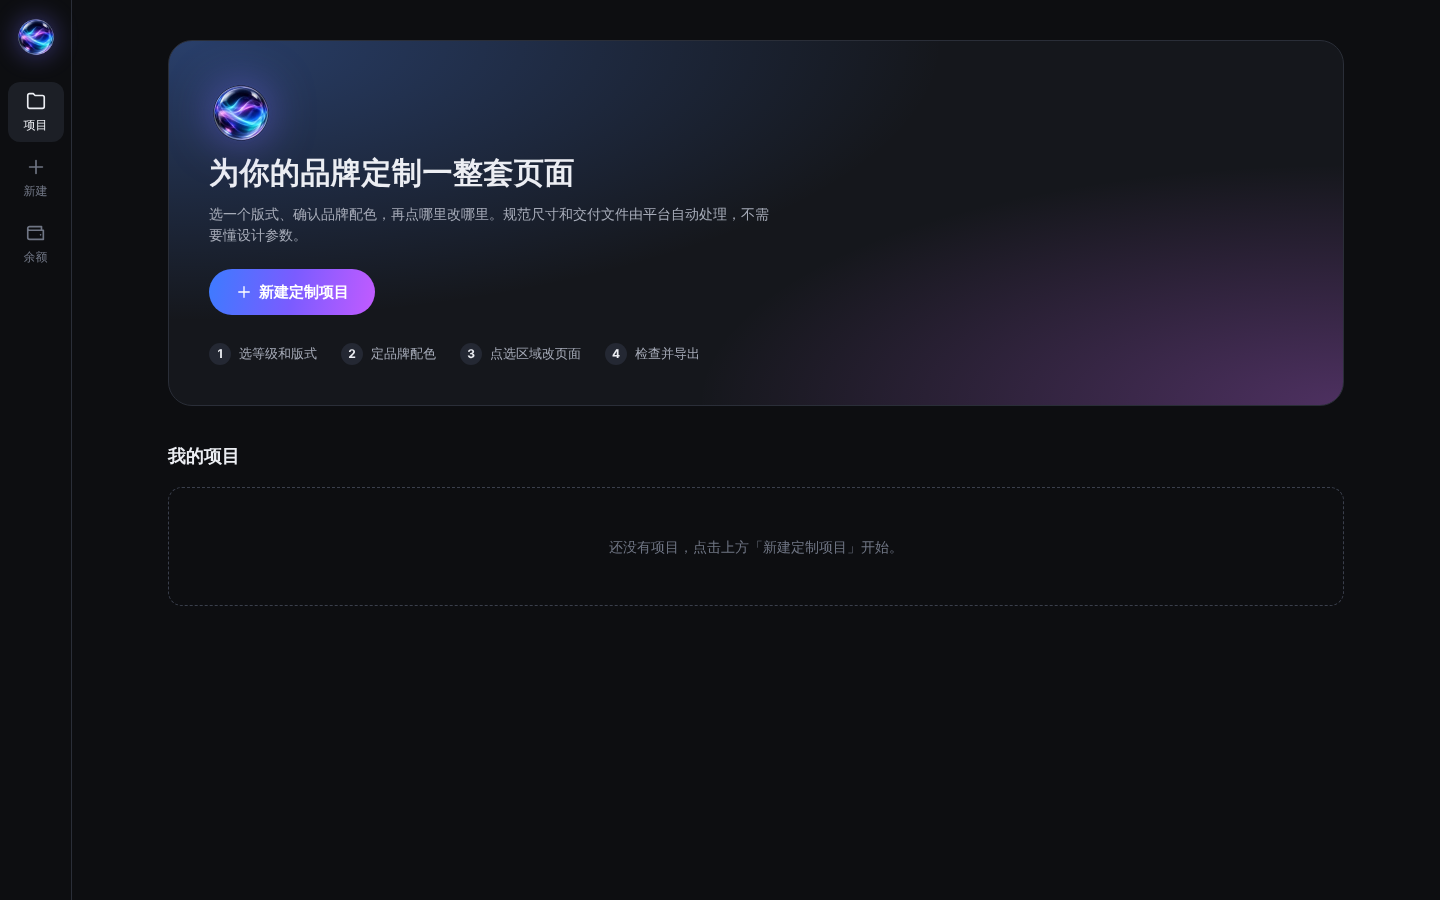 项目
新建
余额
为你的品牌定制一整套页面
选一个版式、确认品牌配色，再点哪里改哪里。规范尺寸和交付文件由平台自动处理，不需
要懂设计参数。
新建定制项目
1 选等级和版式 2 定品牌配色 3 点选区域改页面 4 检查并导出
我的项目
还没有项目，点击上方「新建定制项目」开始。